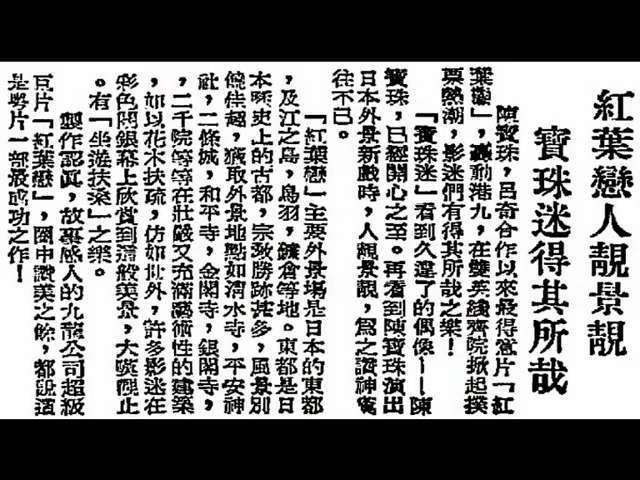 紅葉戀人靚景靚
寶珠迷得其所哉
陳寶珠,呂奇合作以來最得意片「紅
葉戀」,轟動港九,在雙英綫齊院掀起撲
票熱潮,影迷們有得其所哉之樂!
「寶珠迷」看到久違了的偶像——陳
寶珠,已經開心之至。再看到陳寶珠演出
日本外景新戲時,人靚景靚,為之讚神
往不已。
「紅葉戀」主要外景場是日本的東都
,及江之島,鳥羽,鎌倉等地。東都是日
本歷史上的古都,宗敎勝跡甚多,風景別
饒佳趣,獲取外景地點如清水寺,平安神
社,二條城,和平寺,金閣寺,銀閣寺,
二千院等等在壯嚴又充滿藝術性的建築
,如以花木扶疏,仿如世外,許多影迷在
彩色闊銀幕上欣賞到這般美景,大嘆觀止
。有「坐遊扶桑」之樂。
製作認眞,故事感人的九龍公司超級
巨片「紅葉戀」,圈中讚美之餘,都認這
是粤片一部最成功之作!